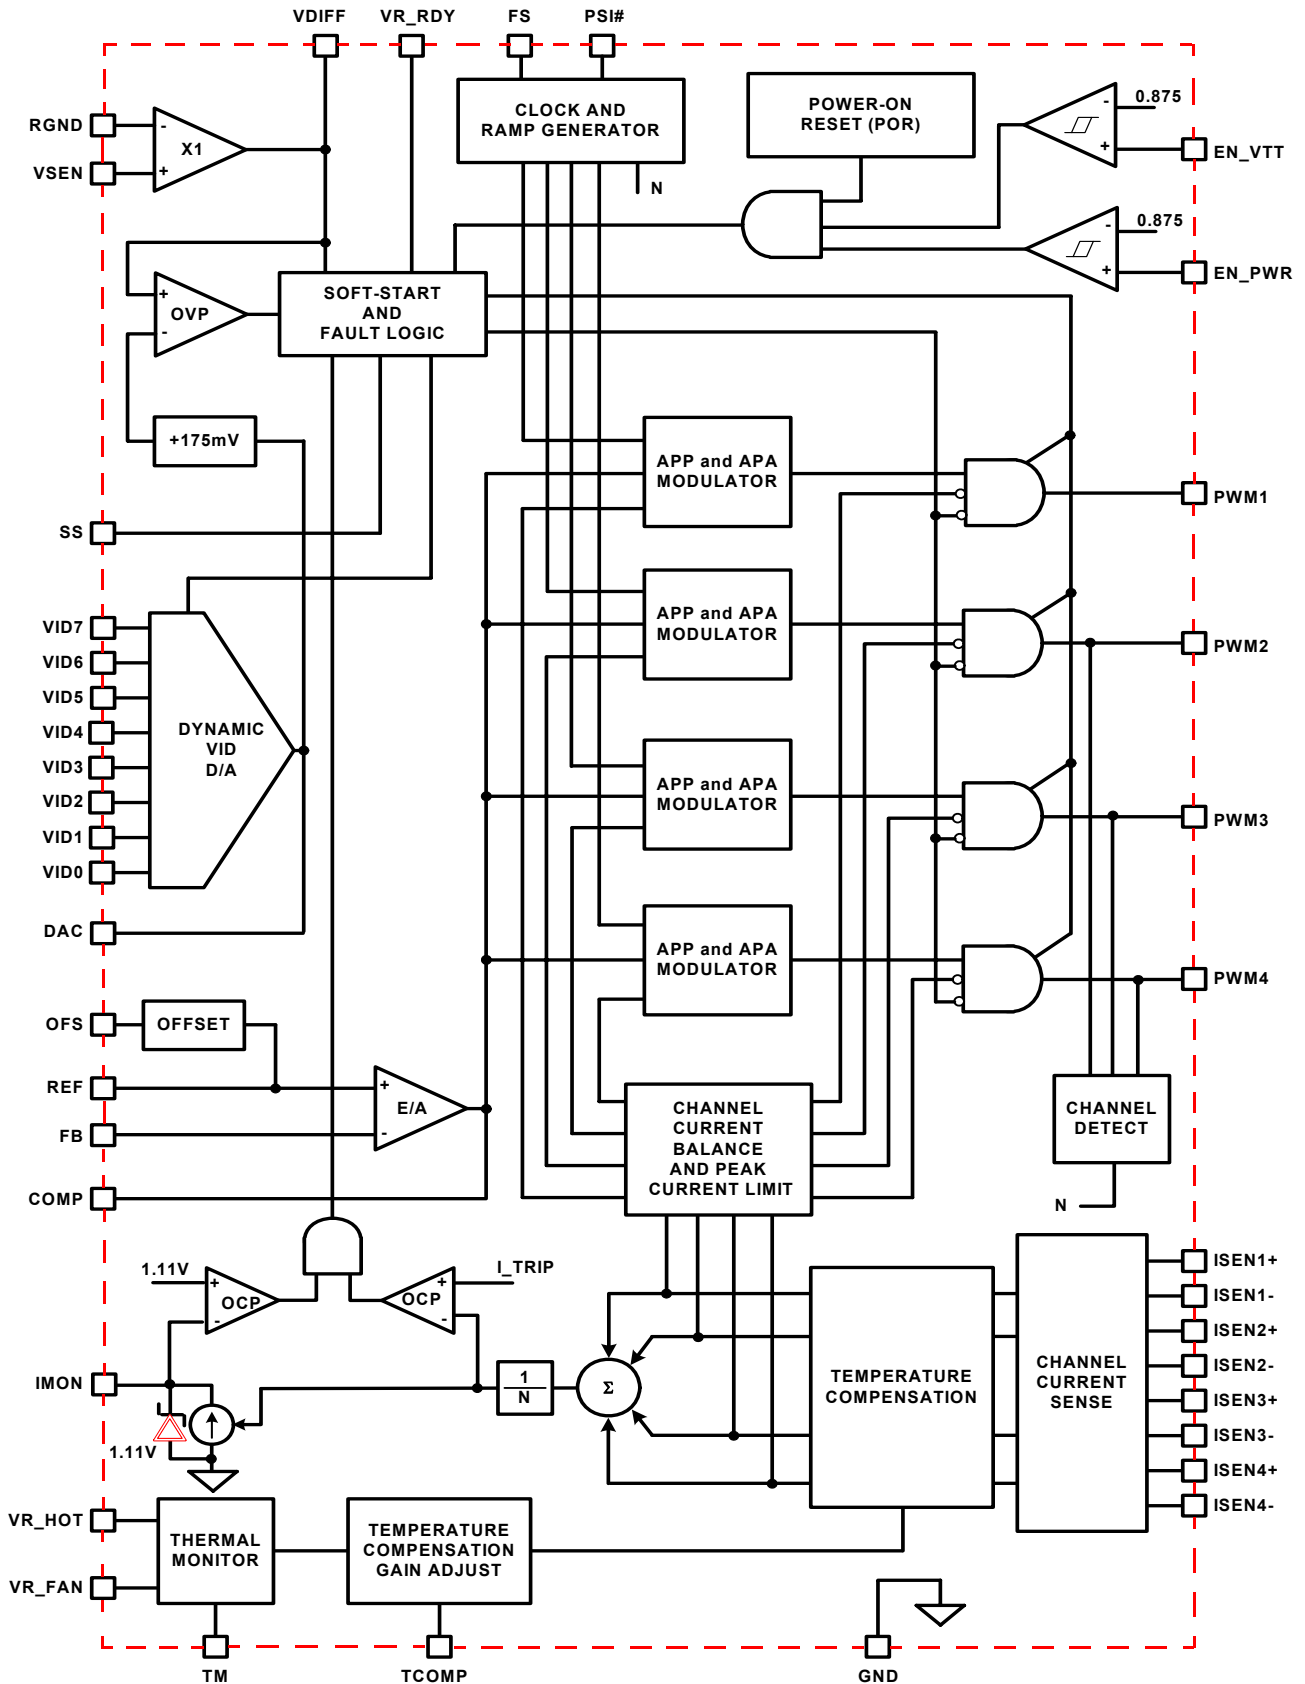 VDIFF
VR_RDY
FS
PSI#
RGND
VSEN
-
X1
+
CLOCK AND
RAMP GENERATOR
N
POWER-ON
RESET (POR)
-
0.875
+
EN_VTT
-
0.875
+
EN_PWR
+
OVP
-
SOFT-START
AND
FAULT LOGIC
+175mV
SS
APP and APA
MODULATOR
PWM1
VID7
VID6
VID5
VID4
VID3
VID2
VID1
VID0
DYNAMIC
VID
D/A
APP and APA
MODULATOR
PWM2
APP and APA
MODULATOR
PWM3
DAC
APP and APA
MODULATOR
PWM4
OFS
OFFSET
REF
FB
+
E/A
-
COMP
CHANNEL
CURRENT
BALANCE
AND PEAK
CURRENT LIMIT
CHANNEL
DETECT
N
1.11V
+
OCP
-
I_TRIP
+
OCP
-
IMON
1.11V
1
N
Σ
TEMPERATURE
COMPENSATION
CHANNEL
CURRENT
SENSE
ISEN1+
ISEN1-
ISEN2+
ISEN2-
ISEN3+
ISEN3-
ISEN4+
ISEN4-
VR_HOT
VR_FAN
THERMAL
MONITOR
TEMPERATURE
COMPENSATION
GAIN ADJUST
TM
TCOMP
GND